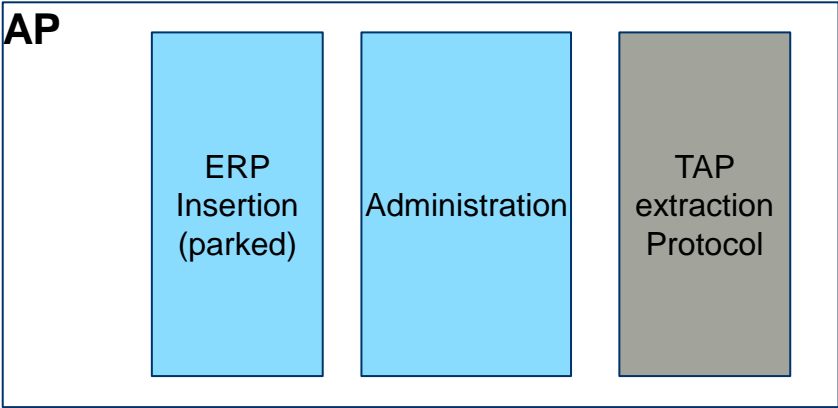 AP
ERP
Insertion
(parked)
Administration
TAP
extraction
Protocol